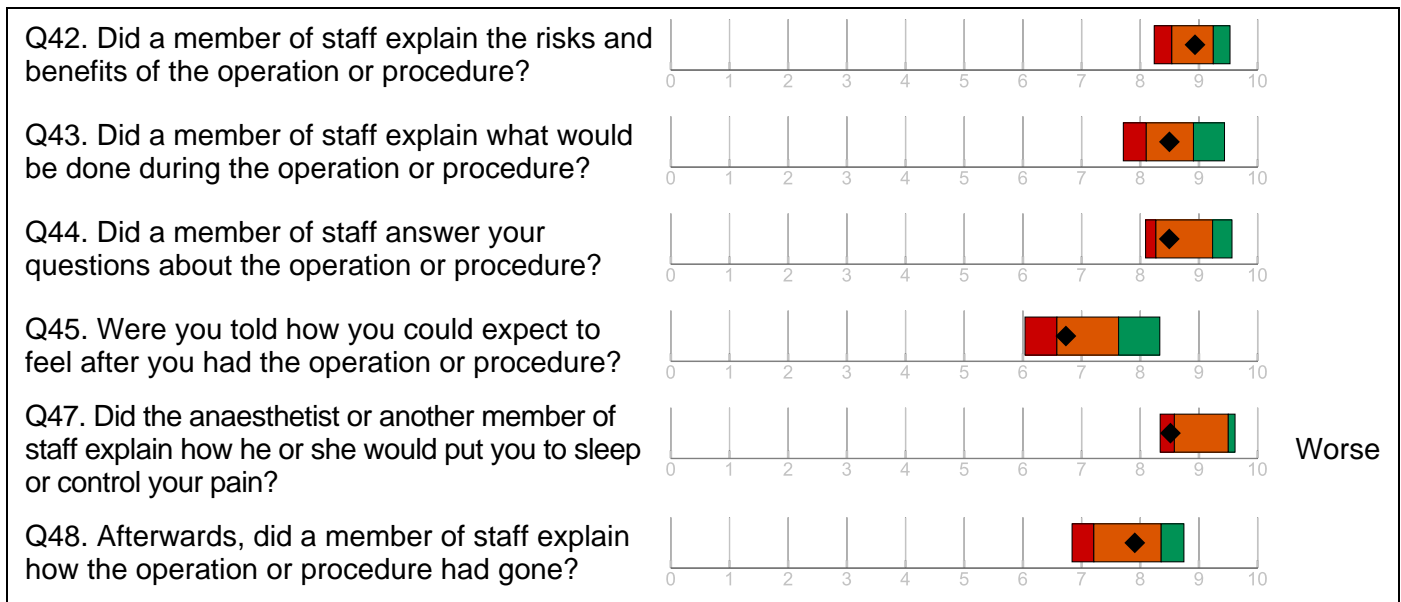 Q42. Did a member of staff explain the risks and
benefits of the operation or procedure?
0 1 2 3 4 5 6 7 8 9 10
Q43. Did a member of staff explain what would
be done during the operation or procedure?
0 1 2 3 4 5 6 7 8 9 10
Q44. Did a member of staff answer your
questions about the operation or procedure?
0 1 2 3 4 5 6 7 8 9 10
Q45. Were you told how you could expect to
feel after you had the operation or procedure?
0 1 2 3 4 5 6 7 8 9 10
Q47. Did the anaesthetist or another member of
staff explain how he or she would put you to sleep
or control your pain?
0 1 2 3 4 5 6 7 8 9 10
Worse
Q48. Afterwards, did a member of staff explain
how the operation or procedure had gone?
0 1 2 3 4 5 6 7 8 9 10